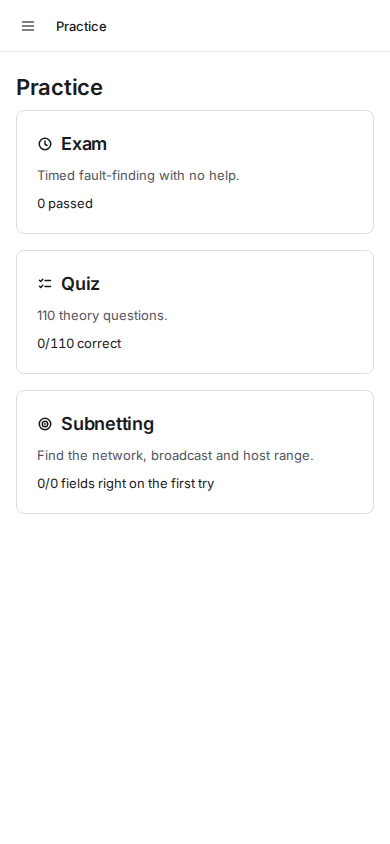 Practice
Practice
Exam
Timed fault-finding with no help.
0 passed
Quiz
110 theory questions.
0/110 correct
Subnetting
Find the network, broadcast and host range.
0/0 fields right on the first try